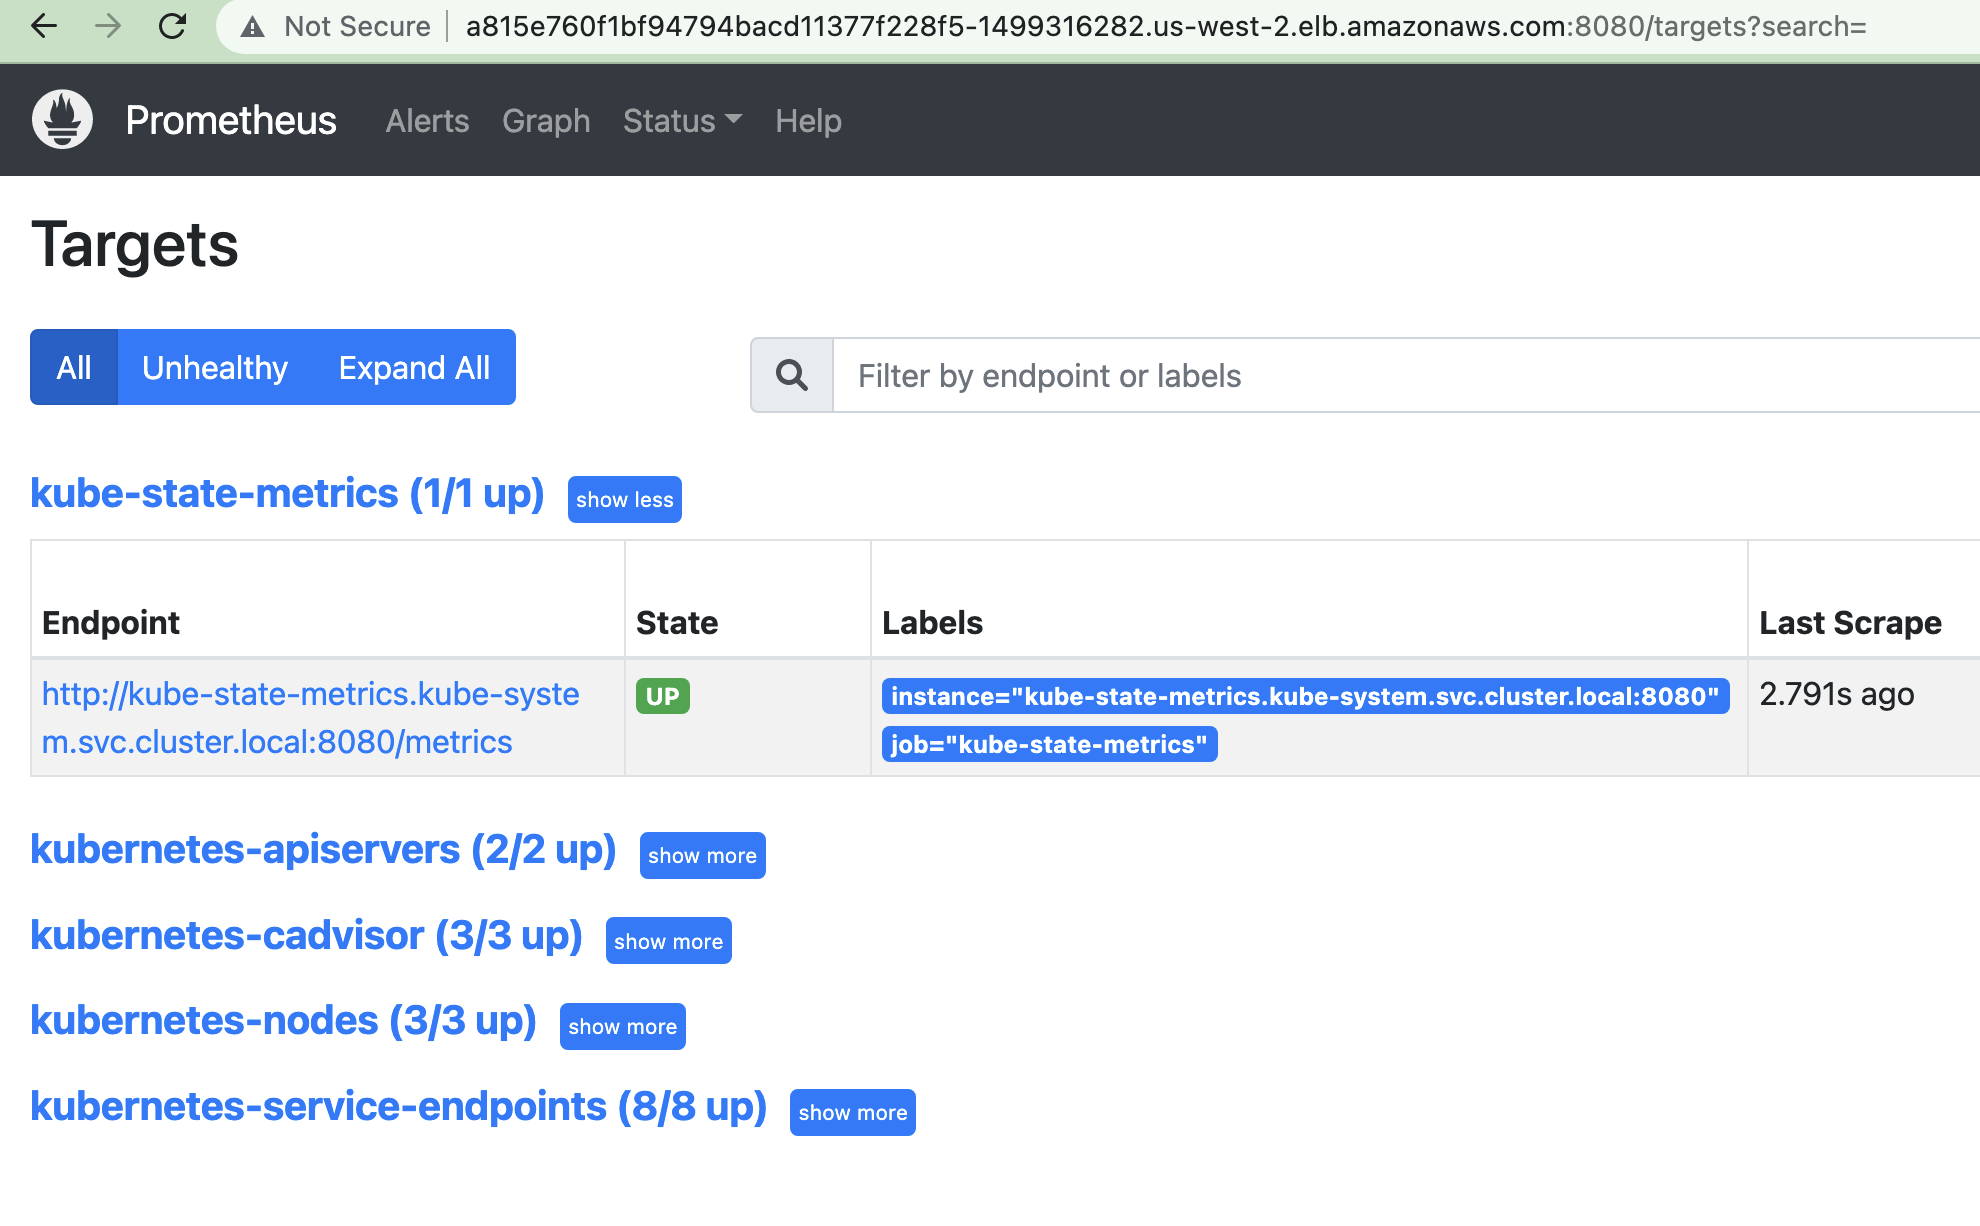 Not Secure a815e760f1bf94794bacd11377f228f5-1499316282.us-west-2.elb.amazonaws.com:8080/targets?search=
Prometheus Alerts Graph Status Help
Targets
All Unhealthy Expand All Filter by endpoint or labels
kube-state-metrics (1/1 up) show less
Endpoint State Labels Last Scrape
http://kube-state-metrics.kube-syste UP instance="kube-state-metrics.kube-system.svc.cluster.local:8080" 2.791s ago
m.svc.cluster.local:8080/metrics job="kube-state-metrics"
kubernetes-apiservers (2/2 up) show more
kubernetes-cadvisor (3/3 up) show more
kubernetes-nodes (3/3 up) show more
kubernetes-service-endpoints (8/8 up) show more